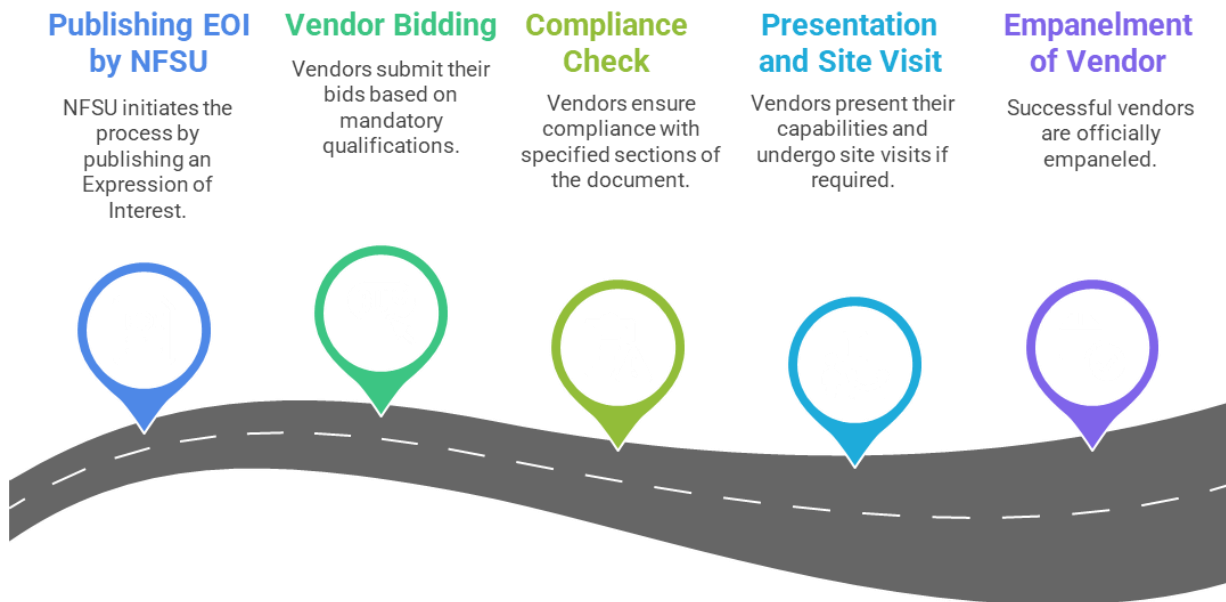 Publishing EOI
by NFSU
NFSU initiates the
process by
publishing an
Expression of
Interest.
Vendor Bidding
Vendors submit their
bids based on
mandatory
qualifications.
Compliance
Check
Vendors ensure
compliance with
specified sections of
the document.
Presentation
and Site Visit
Vendors present their
capabilities and
undergo site visits if
required.
Empanelment
of Vendor
Successful vendors
are officially
empaneled.